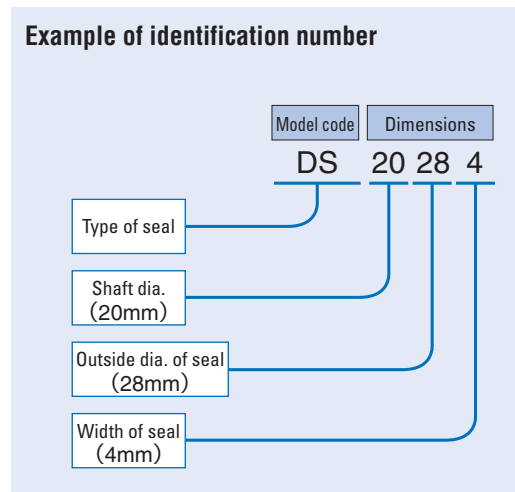 Example of identification number
Model code Dimensions
DS 20 28 4
Type of seal
Shaft dia.
（20mm）
Outside dia. of seal
（28mm）
Width of seal
（4mm）